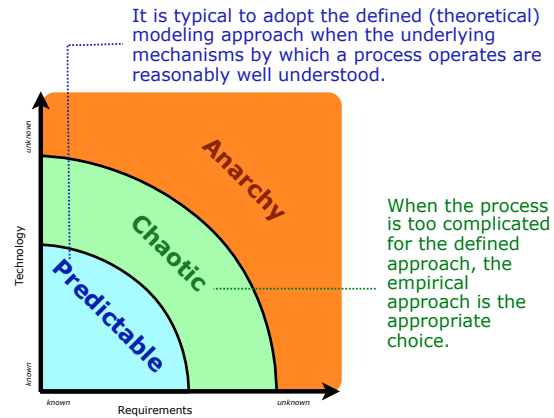 It is typical to adopt the defined (theoretical)
modeling approach when the underlying
mechanisms by which a process operates are
reasonably well understood.
unknown
Anarchy
When the process
is too complicated
for the defined
approach, the
empirical
approach is the
appropriate
choice.
Chaotic
Technology
Predictable
known
known
Requirements
unknown